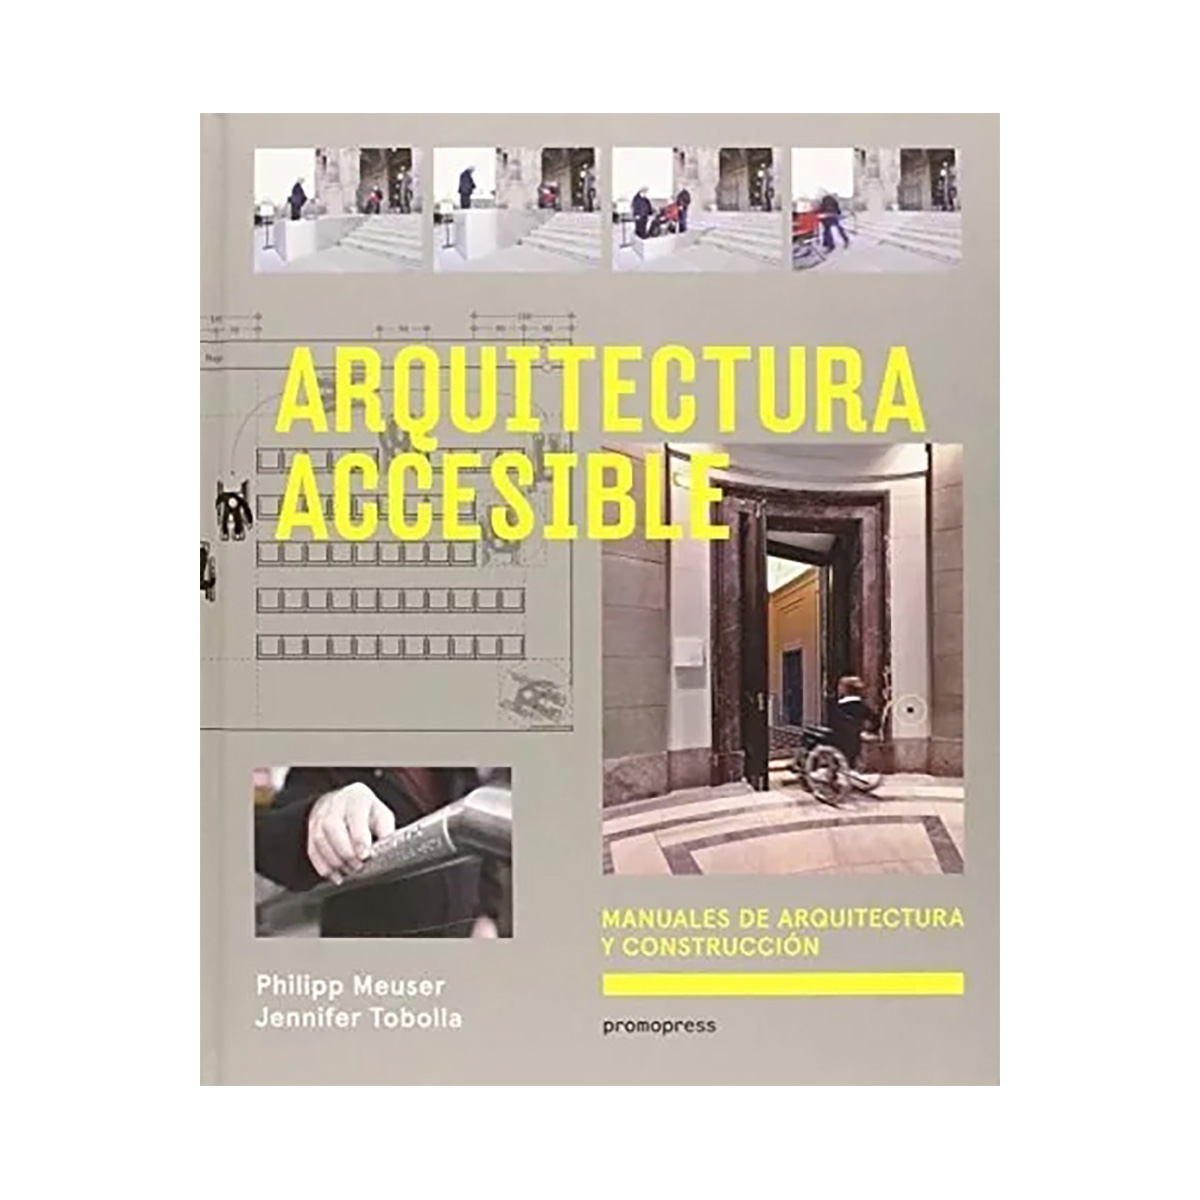 ARQUITECTURA
ACCESIBLE
MANUALES DE ARQUITECTURA
Y CONSTRUCCIÓN
Philipp Meuser
Jennifer Tobolla
promopress